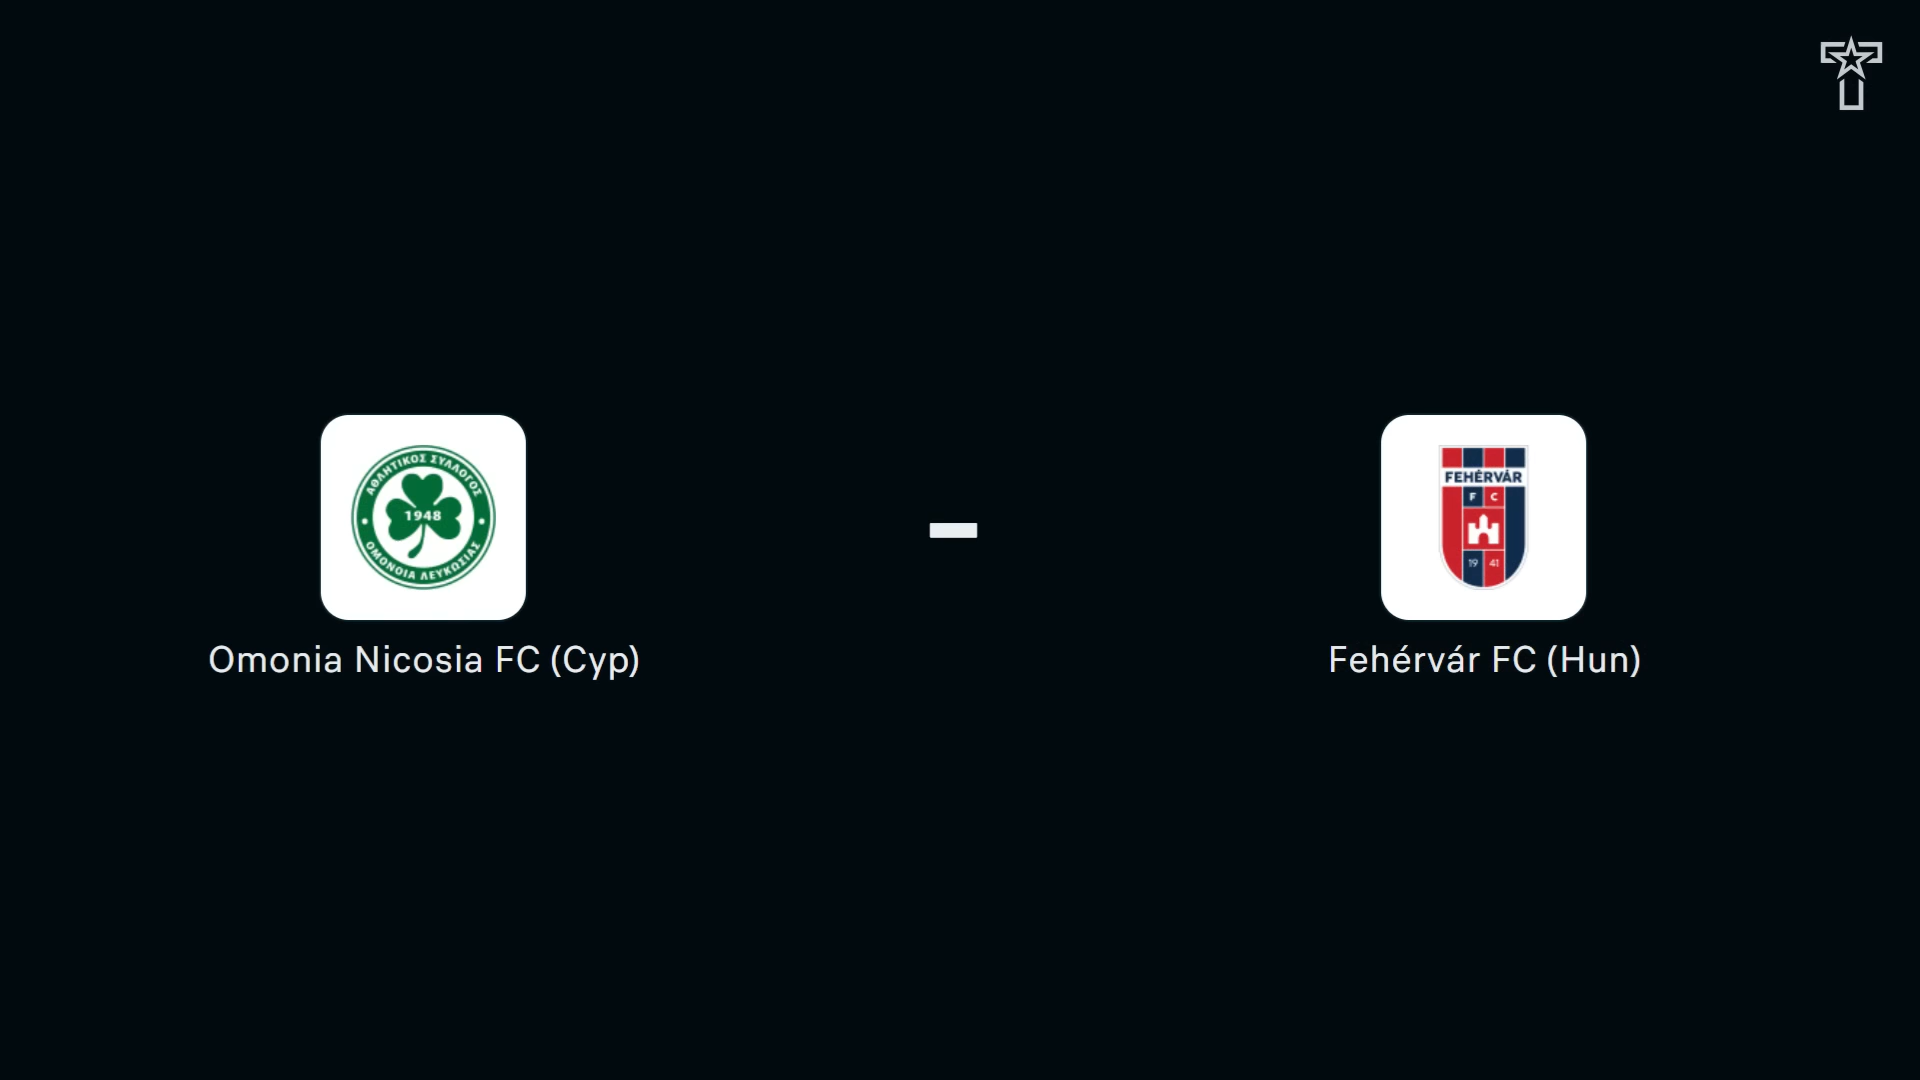 ΑΘΛΗΤΙΚΟΣ ΣΥΛΛΟΓΟΣ
1948
ΟΜΟΝΟΙΑ ΛΕΥΚΩΣΙΑΣ
Omonia Nicosia FC (Cyp)
-
FEHÉRVÁR
F C
19 41
Fehérvár FC (Hun)